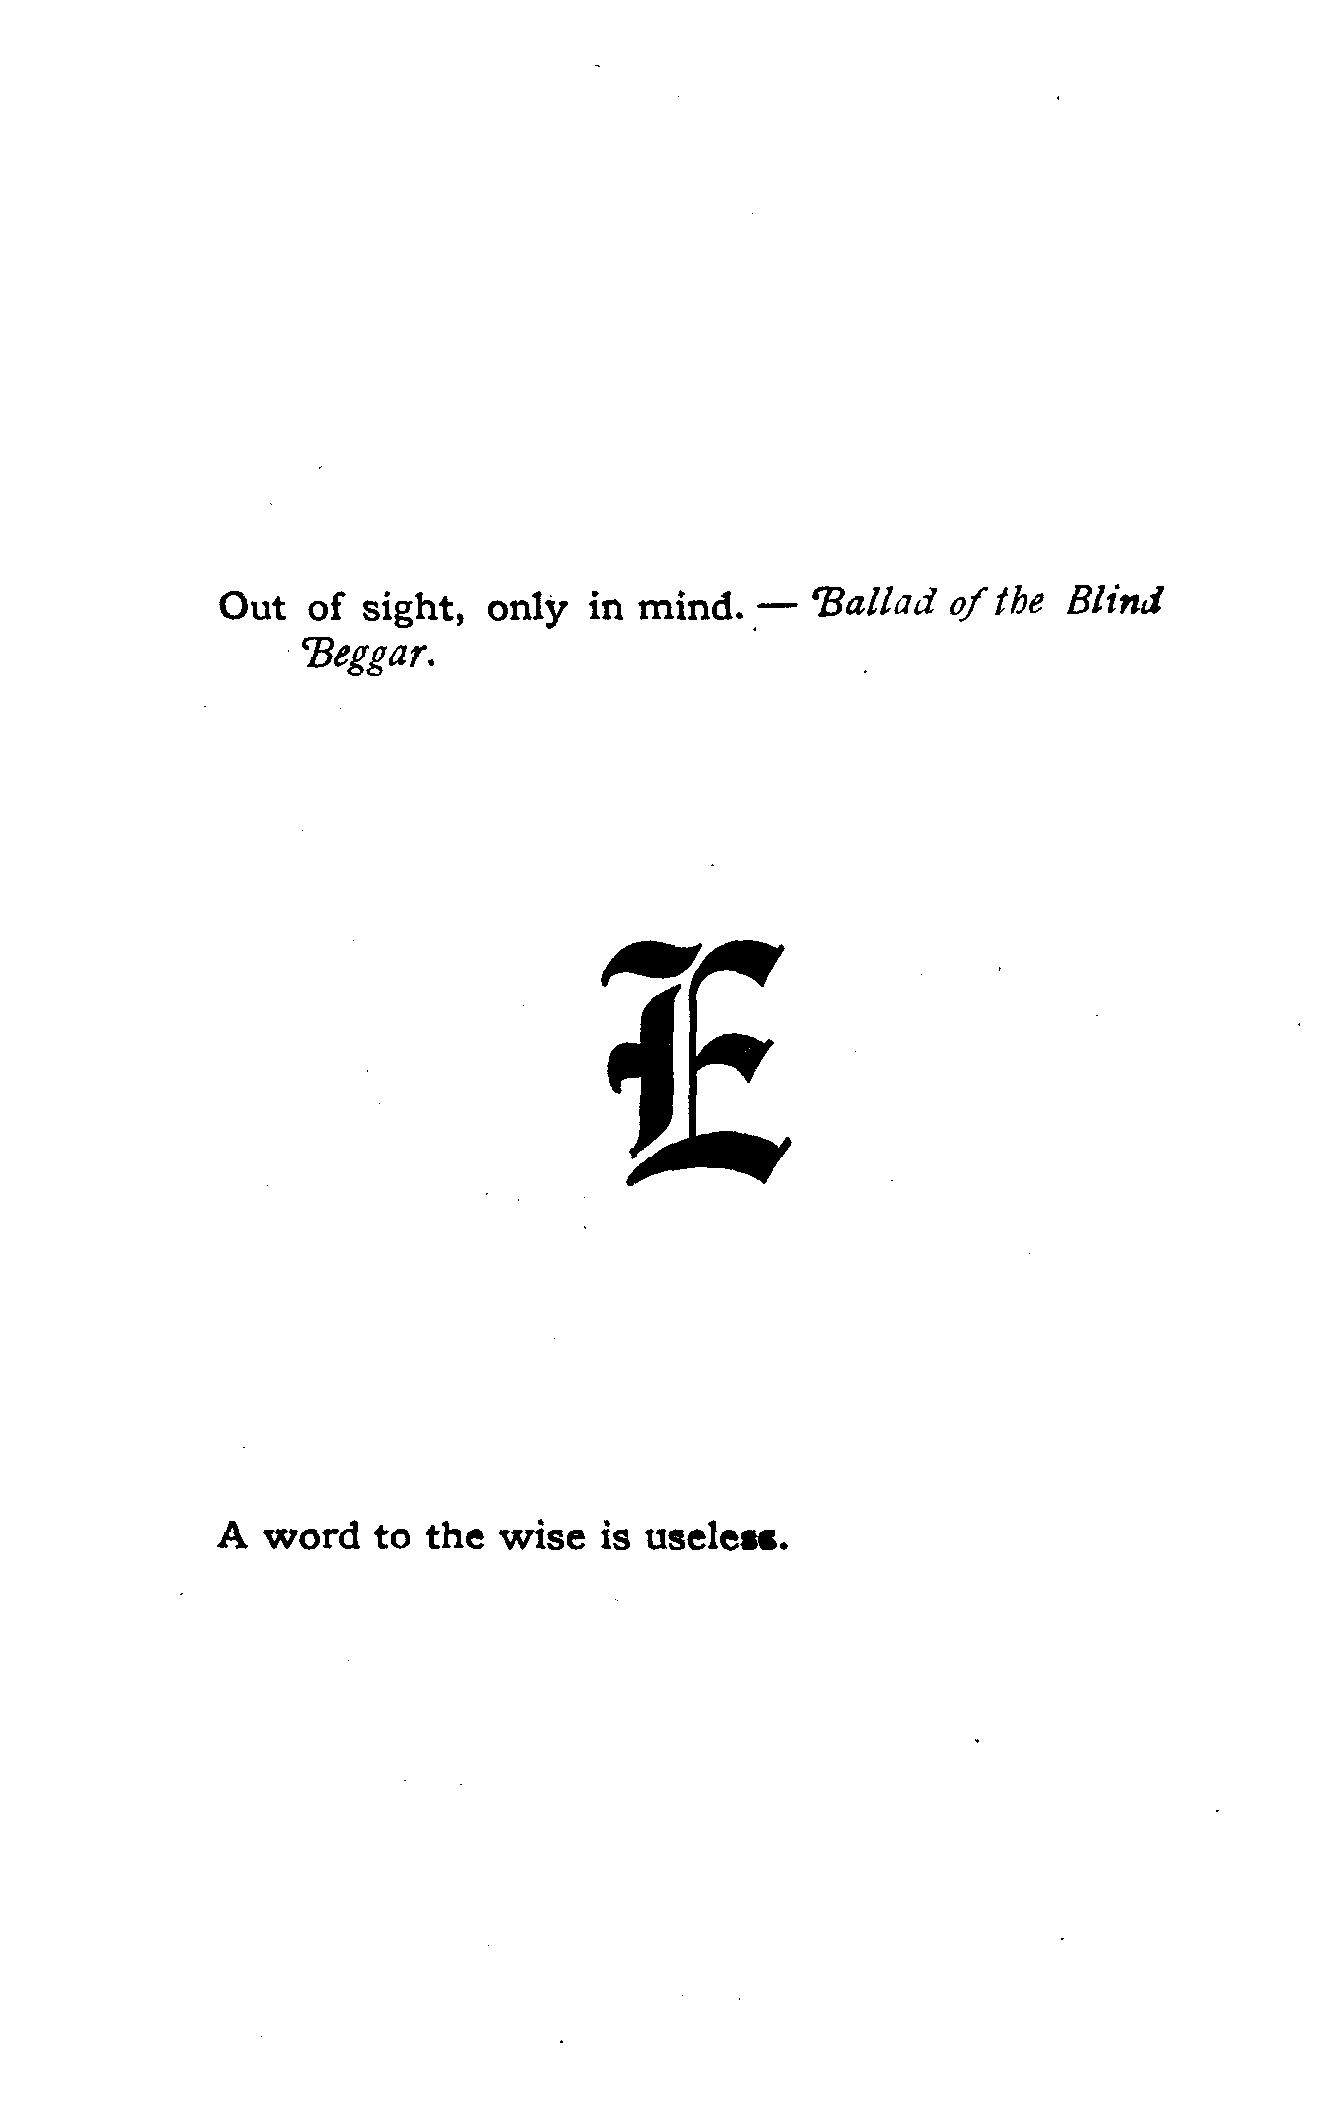 Out of sight, only in mind. — Ballad of the Blind
Beggar.
E
A word to the wise is useless.